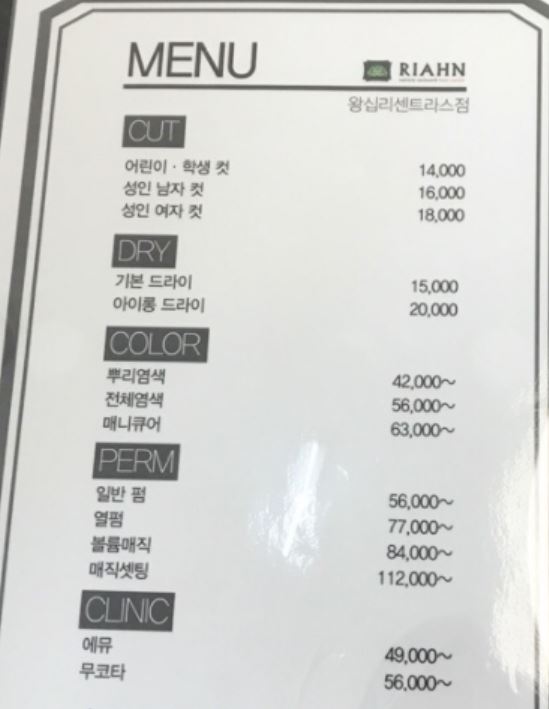 MENU
RIAHN
왕십리센트라스점
CUT
어린이 · 학생 컷 14,000
성인 남자 컷 16,000
성인 여자 컷 18,000
DRY
기본 드라이 15,000
아이롱 드라이 20,000
COLOR
뿌리염색 42,000~
전체염색 56,000~
매니큐어 63,000~
PERM
일반 펌 56,000~
열펌 77,000~
볼륨매직 84,000~
매직셋팅 112,000~
CLINIC
에뮤 49,000~
무코타 56,000~